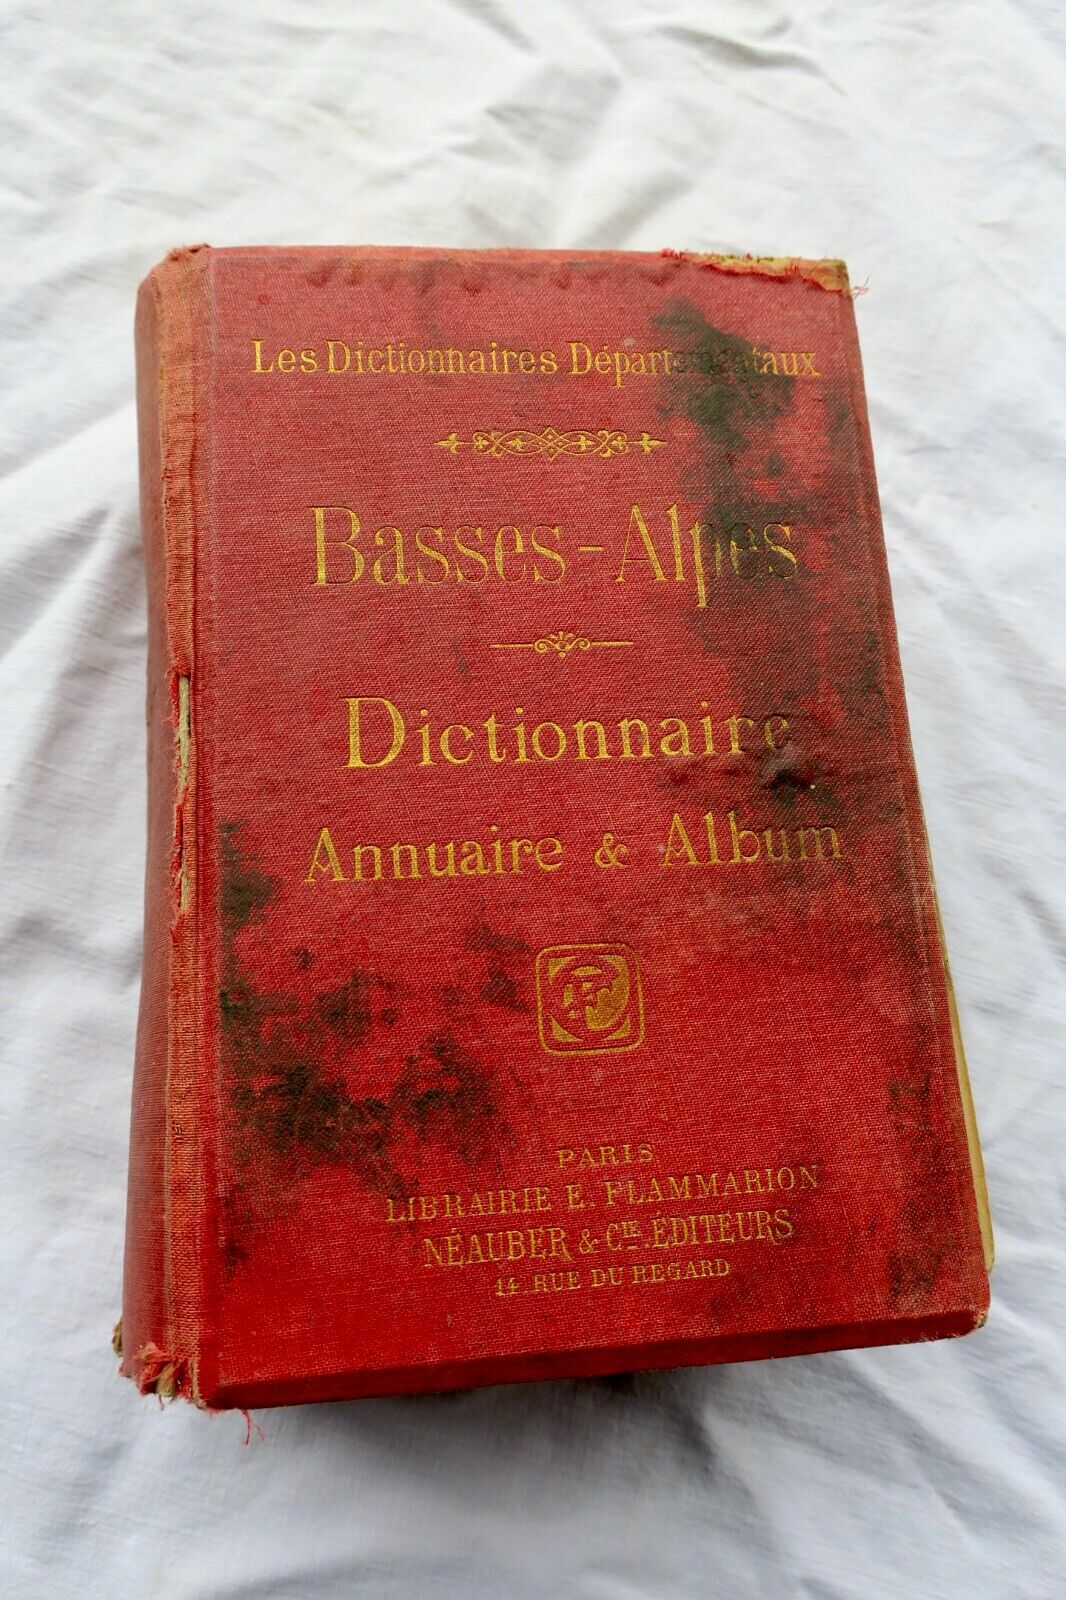 Les Dictionnaires Départementaux
Basses-Alpes
Dictionnaire
Annuaire & Album
PARIS
LIBRAIRIE E. FLAMMARION
NÉAUBER & CIE. ÉDITEURS
14 RUE DU REGARD